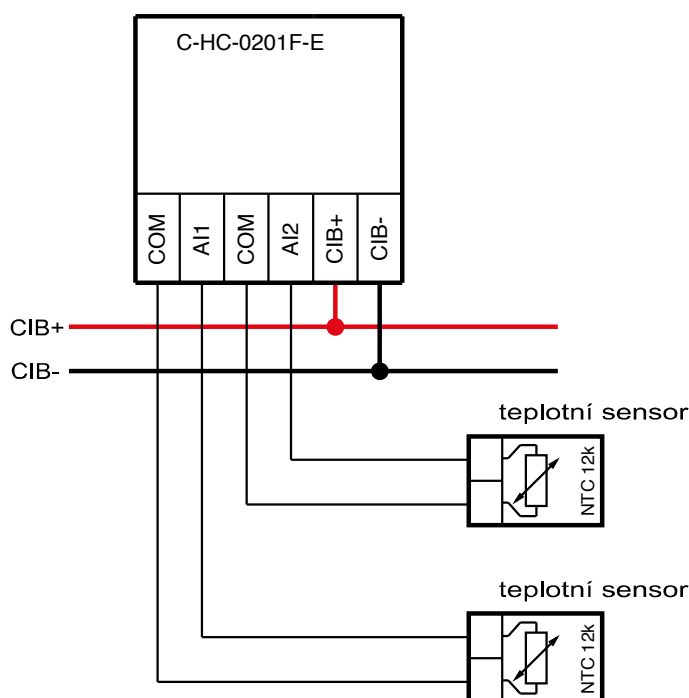 C-HC-0201F-E
COM
AI1
COM
AI2
CIB+
CIB-
CIB+
CIB-
teplotní sensor
NTC 12k
teplotní sensor
NTC 12k